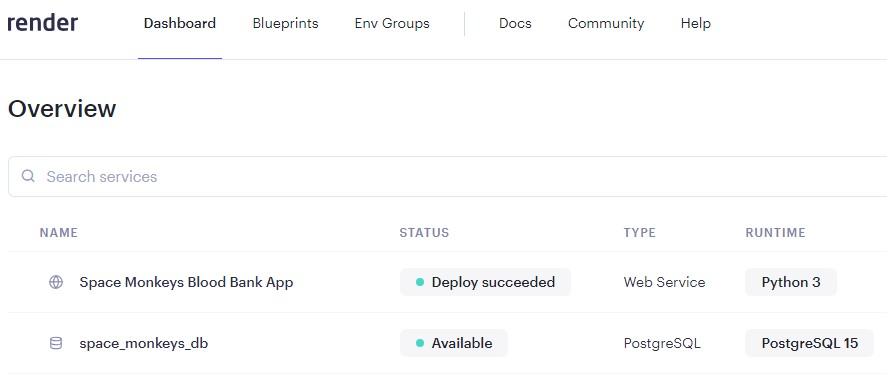 render Dashboard Blueprints Env Groups Docs Community Help
Overview
Search services
NAME STATUS TYPE RUNTIME
Space Monkeys Blood Bank App Deploy succeeded Web Service Python 3
space_monkeys_db Available PostgreSQL PostgreSQL 15